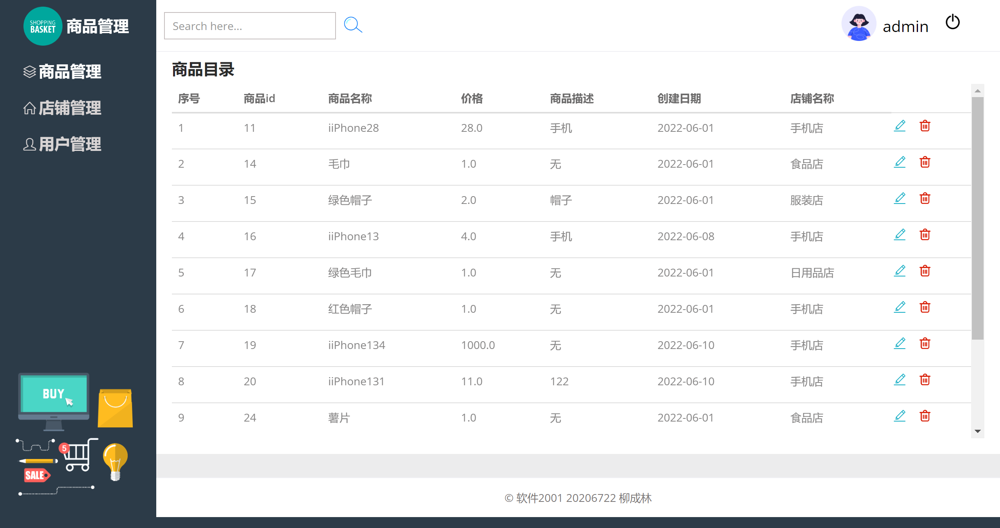 SHOPPING
BASKET
商品管理
Search here...
admin
商品管理
店铺管理
用户管理
商品目录
序号 商品id 商品名称 价格 商品描述 创建日期 店铺名称
1 11 iiPhone28 28.0 手机 2022-06-01 手机店
2 14 毛巾 1.0 无 2022-06-01 食品店
3 15 绿色帽子 2.0 帽子 2022-06-01 服装店
4 16 iiPhone13 4.0 手机 2022-06-08 手机店
5 17 绿色毛巾 1.0 无 2022-06-01 日用品店
6 18 红色帽子 1.0 无 2022-06-01 手机店
7 19 iiPhone134 1000.0 无 2022-06-10 手机店
8 20 iiPhone131 11.0 122 2022-06-10 手机店
9 24 薯片 1.0 无 2022-06-01 食品店
BUY
5
SALE
© 软件2001 20206722 柳成林